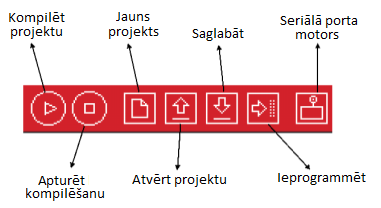 Kompilēt
projektu
Jauns
projekts
Saglabāt
Seriālā porta
motors
Apturēt
kompilēšanu
Atvērt projektu
Ieprogrammēt